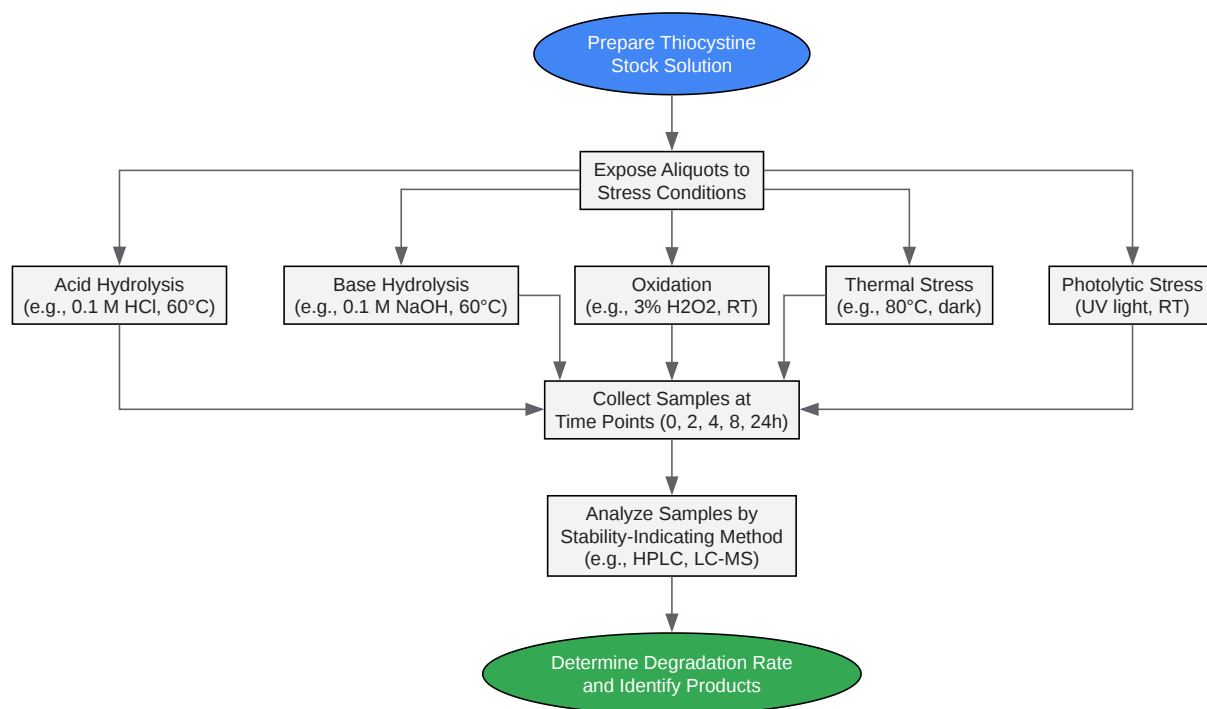 Prepare Thiocystine
Stock Solution
Expose Aliquots to
Stress Conditions
Acid Hydrolysis
(e.g., 0.1 M HCl, 60°C)
Base Hydrolysis
(e.g., 0.1 M NaOH, 60°C)
Oxidation
(e.g., 3% H2O2, RT)
Thermal Stress
(e.g., 80°C, dark)
Photolytic Stress
(UV light, RT)
Collect Samples at
Time Points (0, 2, 4, 8, 24h)
Analyze Samples by
Stability-Indicating Method
(e.g., HPLC, LC-MS)
Determine Degradation Rate
and Identify Products